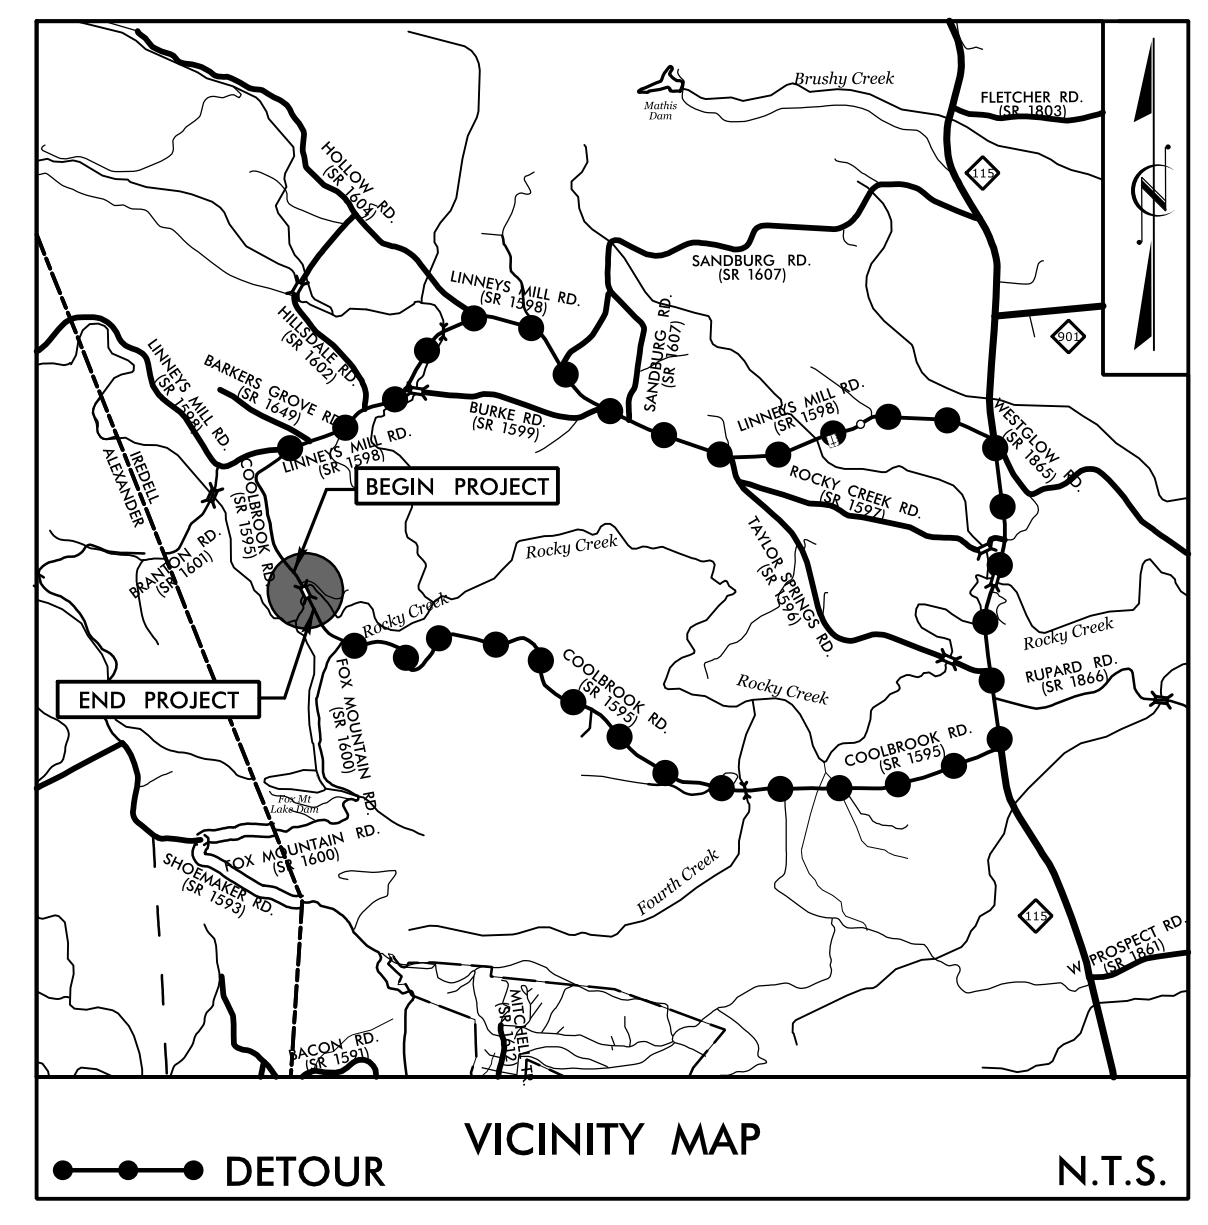 Brushy Creek
Mathis
Dam
FLETCHER RD.
(SR 1803)
115
N
HOLLOW RD.
(SR 1604)
SANDBURG RD.
(SR 1607)
LINNEYS MILL RD.
(SR 1598)
901
HILLSDALE RD.
(SR 1602)
SANDBURG RD.
(SR 1607)
LINNEYS MILL RD.
(SR 1598)
BARKERS GROVE RD.
(SR 1649)
BURKE RD.
(SR 1599)
LINNEYS MILL RD.
(SR 1598)
WESTGLOW RD.
(SR 1865)
LINNEYS MILL RD.
(SR 1598)
IREDELL
ALEXANDER
COOLBROOK RD.
(SR 1595)
BEGIN PROJECT
ROCKY CREEK RD.
(SR 1597)
BRANTON RD.
(SR 1601)
Rocky Creek
TAYLOR SPRINGS RD.
(SR 1596)
Rocky Creek
Rocky Creek
RUPARD RD.
(SR 1866)
COOLBROOK RD.
(SR 1595)
Rocky Creek
END PROJECT
FOX MOUNTAIN RD.
(SR 1600)
COOLBROOK RD.
(SR 1595)
Fox Mt
Lake Dam
FOX MOUNTAIN RD.
(SR 1600)
SHOEMAKER RD.
(SR 1593)
Fourth Creek
115
W. PROSPECT RD.
(SR 1861)
MITCHELL
(SR 1612)
BACON RD.
(SR 1591)
VICINITY MAP
DETOUR
N.T.S.